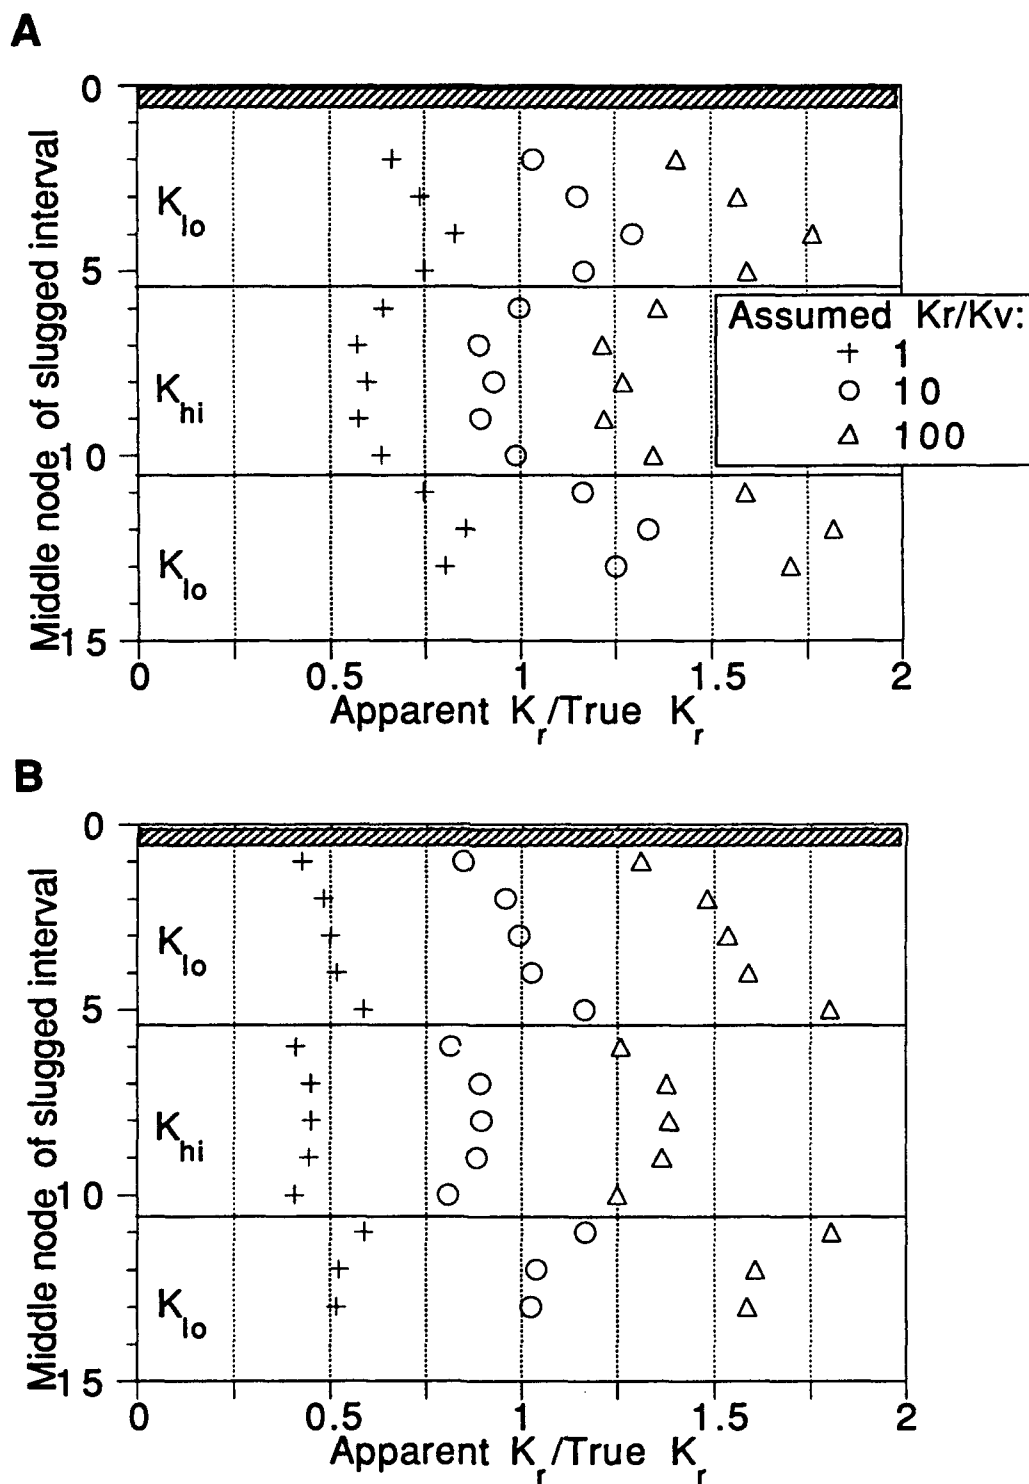 A
0
K_lo
5
Assumed Kr/Kv:
+ 1
○ 10
△ 100
K_hi
10
K_lo
15
Middle node of slugged interval
0 0.5 1 1.5 2
Apparent K_r/True K_r
B
0
K_lo
5
K_hi
10
K_lo
15
Middle node of slugged interval
0 0.5 1 1.5 2
Apparent K_r/True K_r